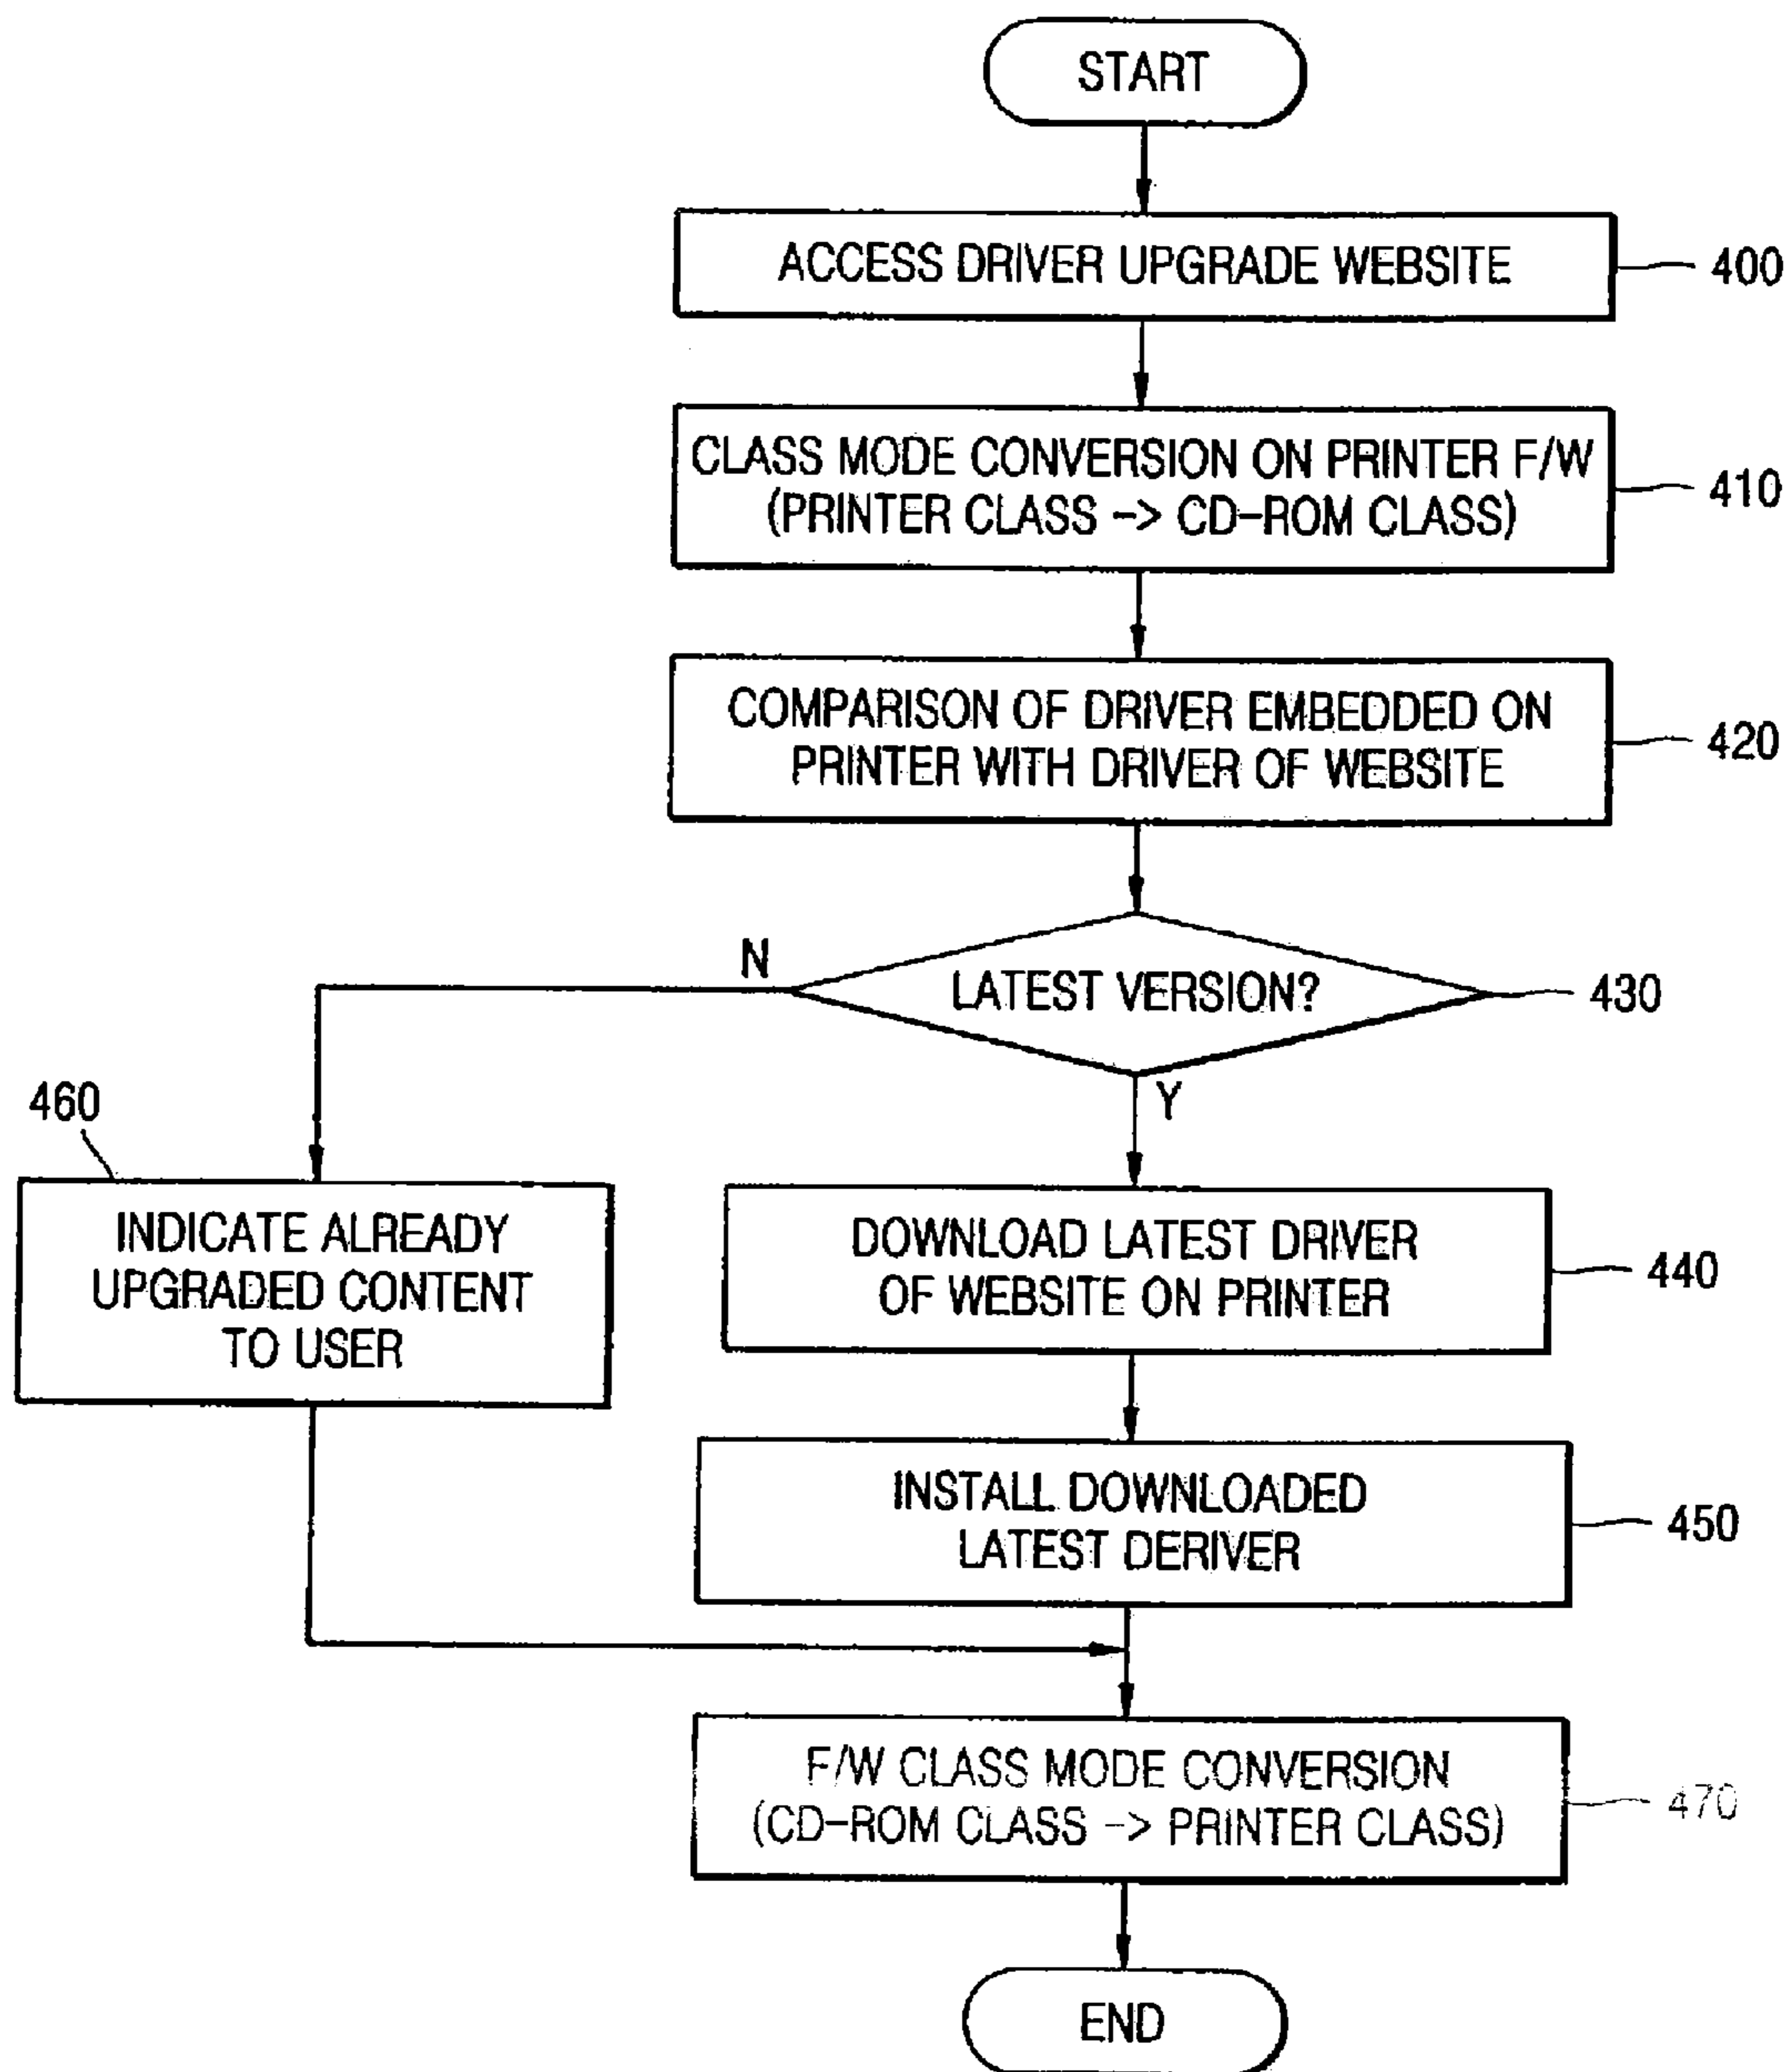 START
ACCESS DRIVER UPGRADE WEBSITE
400
CLASS MODE CONVERSION ON PRINTER F/W
(PRINTER CLASS -> CD-ROM CLASS)
410
COMPARISON OF DRIVER EMBEDDED ON
PRINTER WITH DRIVER OF WEBSITE
420
N
LATEST VERSION?
430
Y
460
INDICATE ALREADY
UPGRADED CONTENT
TO USER
DOWNLOAD LATEST DRIVER
OF WEBSITE ON PRINTER
440
INSTALL DOWNLOADED
LATEST DERIVER
450
F/W CLASS MODE CONVERSION
(CD-ROM CLASS -> PRINTER CLASS)
470
END